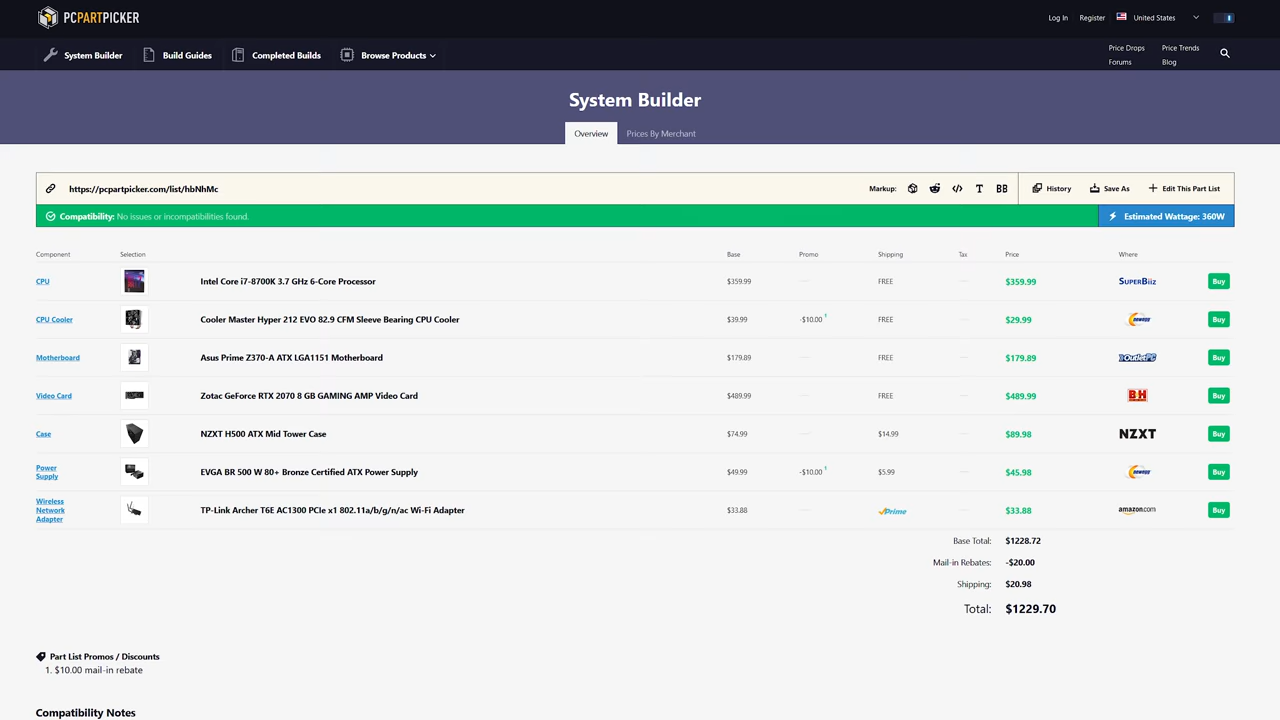 PCPARTPICKER
Log In Register United States
System Builder Build Guides Completed Builds Browse Products
Price Drops Price Trends
Forums Blog
System Builder
Overview Prices By Merchant
https://pcpartpicker.com/list/hbNhMc Markup: T BB History Save As Edit This Part List
Compatibility: No issues or incompatibilities found. Estimated Wattage: 360W
Component Selection Base Promo Shipping Tax Price Where
CPU Intel Core i7-8700K 3.7 GHz 6-Core Processor $359.99 FREE $359.99 SUPERBIIZ Buy
CPU Cooler Cooler Master Hyper 212 EVO 82.9 CFM Sleeve Bearing CPU Cooler $39.99 -$10.00 FREE $29.99 newegg Buy
Motherboard Asus Prime Z370-A ATX LGA1151 Motherboard $179.89 FREE $179.89 OutletPC Buy
Video Card Zotac GeForce RTX 2070 8 GB GAMING AMP Video Card $489.99 FREE $489.99 BH Buy
Case NZXT H500 ATX Mid Tower Case $74.99 $14.99 $89.98 NZXT Buy
Power Supply EVGA BR 500 W 80+ Bronze Certified ATX Power Supply $49.99 -$10.00 $5.99 $45.98 newegg Buy
Wireless Network Adapter TP-Link Archer T6E AC1300 PCIe x1 802.11a/b/g/n/ac Wi-Fi Adapter $33.88 Prime $33.88 amazon.com Buy
Base Total: $1228.72
Mail-in Rebates: -$20.00
Shipping: $20.98
Total: $1229.70
Part List Promos / Discounts
1. $10.00 mail-in rebate
Compatibility Notes